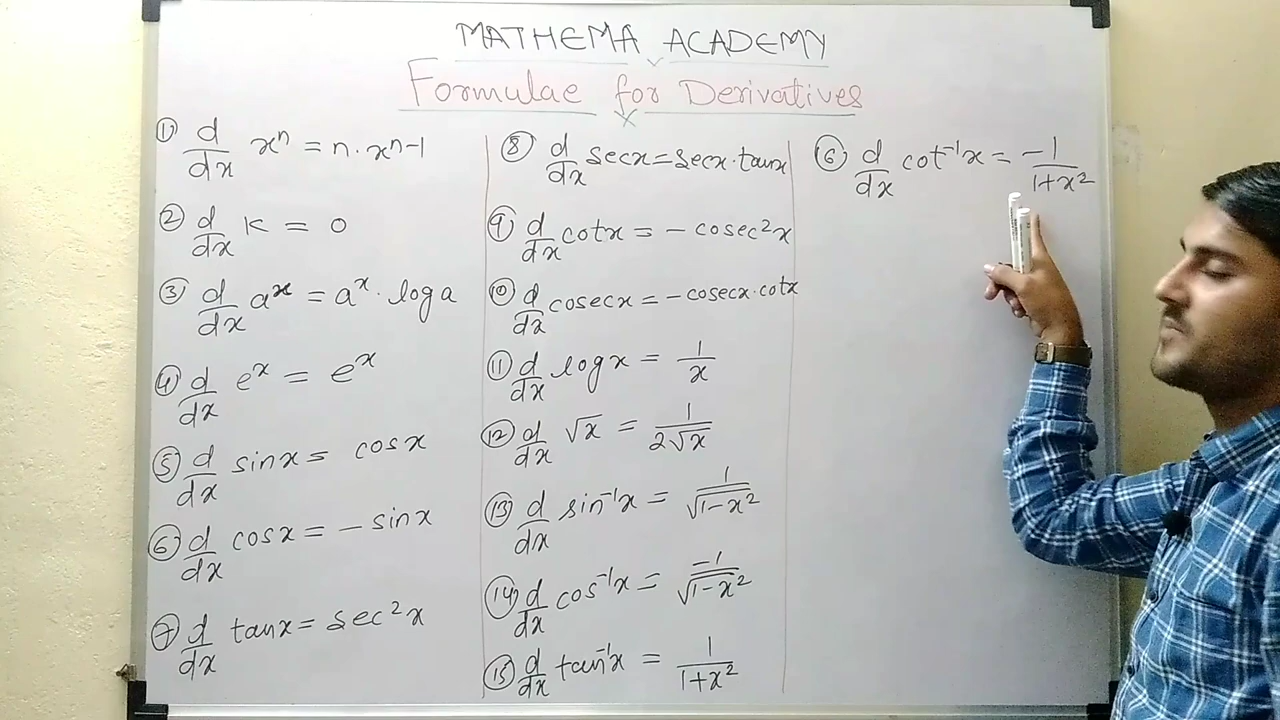 MATHEMA ACADEMY
Formulae for Derivatives
① d/dx xⁿ = n·xⁿ⁻¹
② d/dx K = 0
③ d/dx aˣ = aˣ·log a
④ d/dx eˣ = eˣ
⑤ d/dx sinx = cosx
⑥ d/dx cosx = -sinx
⑦ d/dx tanx = sec²x
⑧ d/dx secx = secx·tanx
⑨ d/dx cotx = -cosec²x
⑩ d/dx cosecx = -cosecx·cotx
⑪ d/dx logx = 1/x
⑫ d/dx √x = 1/2√x
⑬ d/dx sin⁻¹x = 1/√1-x²
⑭ d/dx cos⁻¹x = -1/√1-x²
⑮ d/dx tan⁻¹x = 1/1+x²
⑥ d/dx cot⁻¹x = -1/1+x²